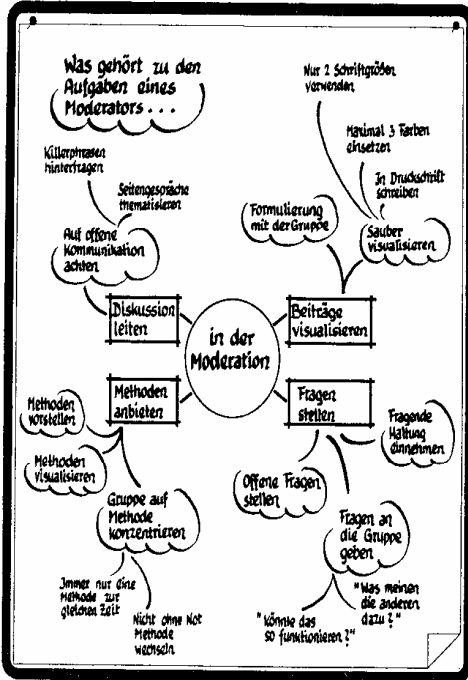 Was gehört zu den
Aufgaben eines
Moderators...
Nur 2 Schriftgrößen
verwenden
Maximal 3 Farben
einsetzen
In Druckschrift
schreiben
Sauber
visualisieren
Formulierung
mit der Gruppe
Beiträge
visualisieren
Killerphrasen
hinterfragen
Seitengespräche
thematisieren
Auf offene
Kommunikation
achten
Diskussion
leiten
in der
Moderation
Methoden
anbieten
Methoden
vorstellen
Methoden
visualisieren
Gruppe auf
Methode
konzentrieren
Immer nur eine
Methode zur
gleichen Zeit
Nicht ohne Not
Methode
wechseln
Fragen
stellen
Fragende
Haltung
einnehmen
Offene Fragen
stellen
Fragen an
die Gruppe
geben
"Was meinen
die anderen
dazu?"
"Könnte das
so funktionieren?"